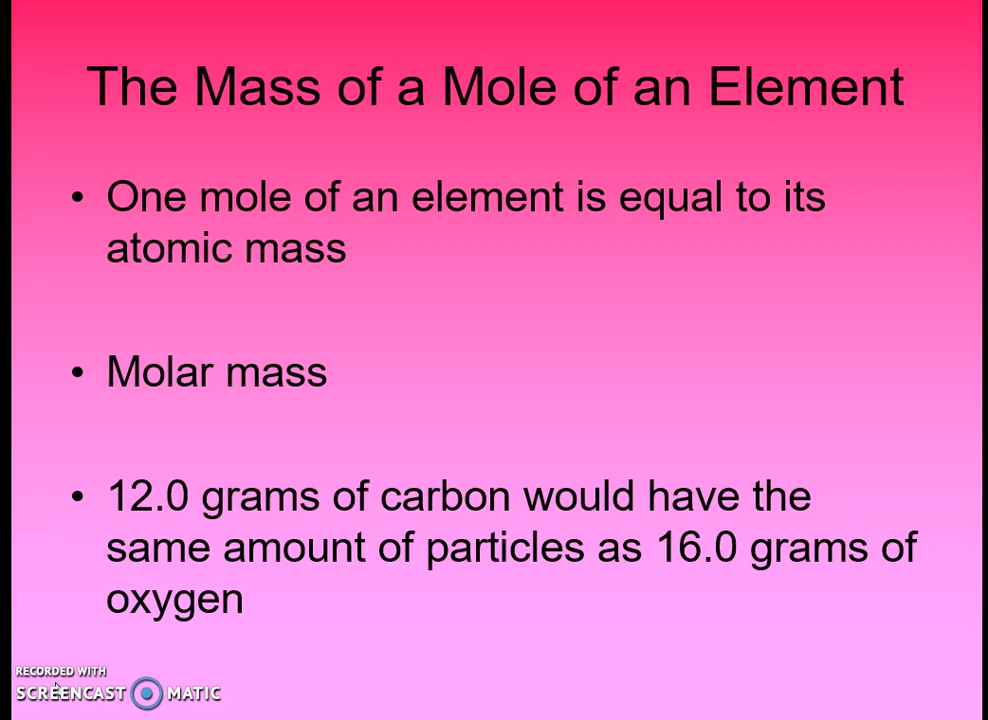 The Mass of a Mole of an Element
• One mole of an element is equal to its
atomic mass
• Molar mass
• 12.0 grams of carbon would have the
same amount of particles as 16.0 grams of
oxygen
RECORDED WITH
SCREENCAST MATIC